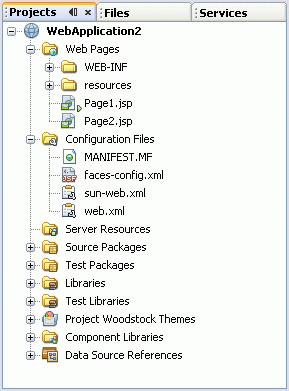 Projects Files Services
WebApplication2
Web Pages
WEB-INF
resources
Page1.jsp
Page2.jsp
Configuration Files
MANIFEST.MF
faces-config.xml
sun-web.xml
web.xml
Server Resources
Source Packages
Test Packages
Libraries
Test Libraries
Project Woodstock Themes
Component Libraries
Data Source References